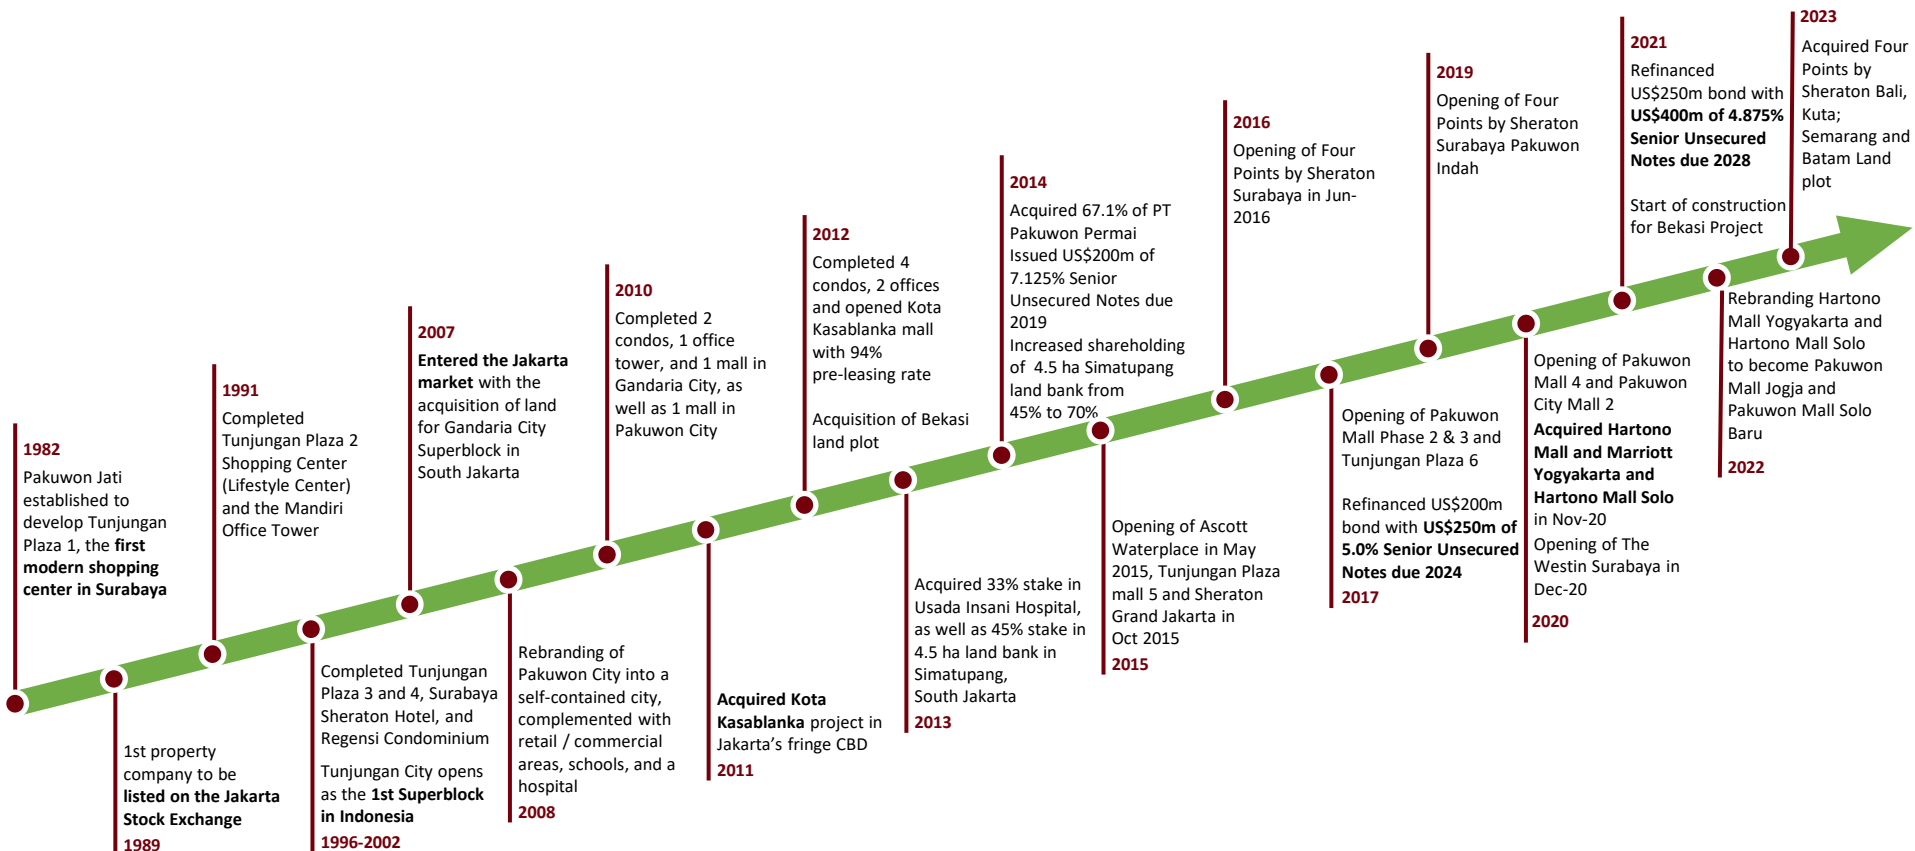 1982
Pakuwon Jati
established to
develop Tunjungan
Plaza 1, the first
modern shopping
center in Surabaya
1st property
company to be
listed on the Jakarta
Stock Exchange
1989
1991
Completed
Tunjungan Plaza 2
Shopping Center
(Lifestyle Center)
and the Mandiri
Office Tower
Completed Tunjungan
Plaza 3 and 4, Surabaya
Sheraton Hotel, and
Regensi Condominium
Tunjungan City opens
as the 1st Superblock
in Indonesia
1996-2002
2007
Entered the Jakarta
market with the
acquisition of land
for Gandaria City
Superblock in
South Jakarta
Rebranding of
Pakuwon City into a
self-contained city,
complemented with
retail / commercial
areas, schools, and a
hospital
2008
2010
Completed 2
condos, 1 office
tower, and 1 mall in
Gandaria City, as
well as 1 mall in
Pakuwon City
Acquired Kota
Kasablanka project in
Jakarta’s fringe CBD
2011
2012
Completed 4
condos, 2 offices
and opened Kota
Kasablanka mall
with 94%
pre-leasing rate
Acquisition of Bekasi
land plot
Acquired 33% stake in
Usada Insani Hospital,
as well as 45% stake in
4.5 ha land bank in
Simatupang,
South Jakarta
2013
2014
Acquired 67.1% of PT
Pakuwon Permai
Issued US$200m of
7.125% Senior
Unsecured Notes due
2019
Increased shareholding
of 4.5 ha Simatupang
land bank from
45% to 70%
Opening of Ascott
Waterplace in May
2015, Tunjungan Plaza
mall 5 and Sheraton
Grand Jakarta in
Oct 2015
2015
2016
Opening of Four
Points by Sheraton
Surabaya in Jun-
2016
Opening of Pakuwon
Mall Phase 2 & 3 and
Tunjungan Plaza 6
Refinanced US$200m
bond with US$250m of
5.0% Senior Unsecured
Notes due 2024
2017
2019
Opening of Four
Points by Sheraton
Surabaya Pakuwon
Indah
Opening of Pakuwon
Mall 4 and Pakuwon
City Mall 2
Acquired Hartono
Mall and Marriott
Yogyakarta and
Hartono Mall Solo
in Nov-20
Opening of The
Westin Surabaya in
Dec-20
2020
2021
Refinanced
US$250m bond with
US$400m of 4.875%
Senior Unsecured
Notes due 2028
Start of construction
for Bekasi Project
Rebranding Hartono
Mall Yogyakarta and
Hartono Mall Solo
to become Pakuwon
Mall Jogja and
Pakuwon Mall Solo
Baru
2022
2023
Acquired Four
Points by
Sheraton Bali,
Kuta;
Semarang and
Batam Land
plot